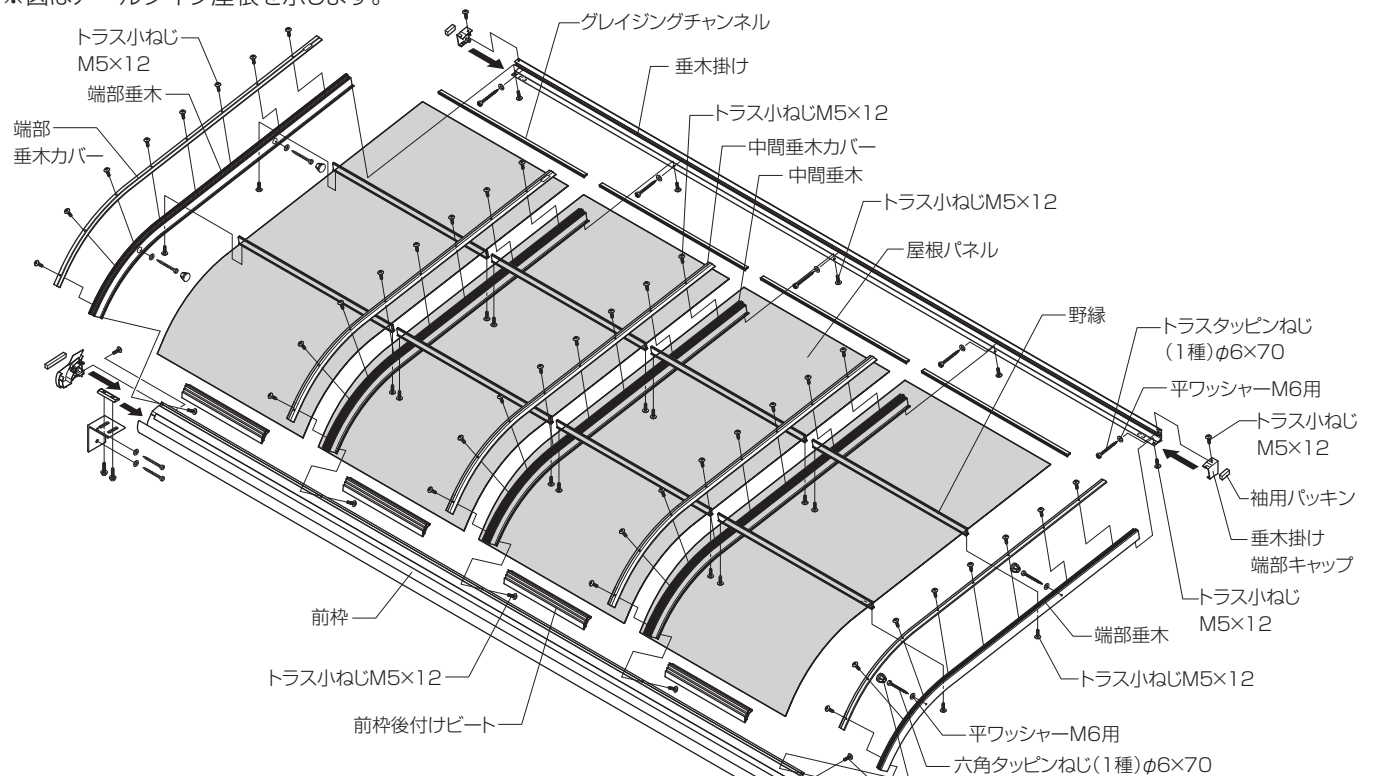 ※図はアールタイプ屋根を示します。
グレイジングチャンネル
トラス小ねじ
M5×12
垂木掛け
端部垂木
トラス小ねじM5×12
端部
垂木カバー
中間垂木カバー
中間垂木
トラス小ねじM5×12
屋根パネル
野縁
トラスタッピンねじ
(1種)φ6×70
平ワッシャーM6用
トラス小ねじ
M5×12
袖用パッキン
垂木掛け
端部キャップ
トラス小ねじ
M5×12
前枠
端部垂木
トラス小ねじM5×12
トラス小ねじM5×12
前枠後付けビート
平ワッシャーM6用
六角タッピンねじ(1種)φ6×70